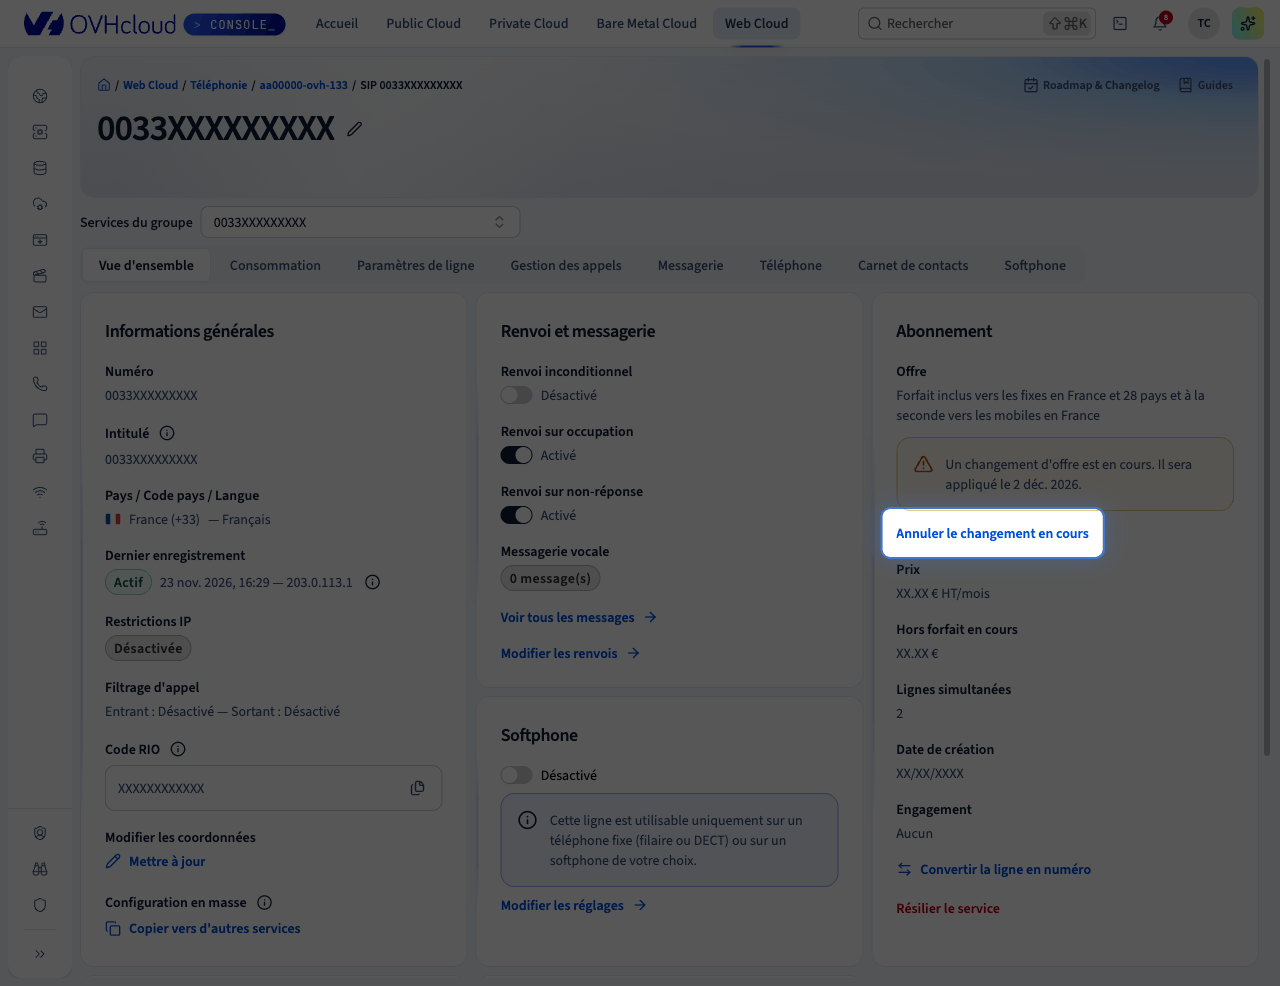 OVHcloud
> CONSOLE_
Accueil
Public Cloud
Private Cloud
Bare Metal Cloud
Web Cloud
Rechercher
⇧⌘K
8
TC
/ Web Cloud / Téléphonie / aa00000-ovh-133 / SIP 0033XXXXXXXXX
Roadmap & Changelog
Guides
0033XXXXXXXXX
Services du groupe
0033XXXXXXXXX
Vue d'ensemble
Consommation
Paramètres de ligne
Gestion des appels
Messagerie
Téléphone
Carnet de contacts
Softphone
Informations générales
Numéro
0033XXXXXXXXX
Intitulé
0033XXXXXXXXX
Pays / Code pays / Langue
France (+33) — Français
Dernier enregistrement
Actif 23 nov. 2026, 16:29 — 203.0.113.1
Restrictions IP
Désactivée
Filtrage d'appel
Entrant : Désactivé — Sortant : Désactivé
Code RIO
XXXXXXXXXXXX
Modifier les coordonnées
Mettre à jour
Configuration en masse
Copier vers d'autres services
Renvoi et messagerie
Renvoi inconditionnel
Désactivé
Renvoi sur occupation
Activé
Renvoi sur non-réponse
Activé
Messagerie vocale
0 message(s)
Voir tous les messages
Modifier les renvois
Softphone
Désactivé
Cette ligne est utilisable uniquement sur un
téléphone fixe (filaire ou DECT) ou sur un
softphone de votre choix.
Modifier les réglages
Abonnement
Offre
Forfait inclus vers les fixes en France et 28 pays et à la
seconde vers les mobiles en France
Un changement d'offre est en cours. Il sera
appliqué le 2 déc. 2026.
Annuler le changement en cours
Prix
XX.XX € HT/mois
Hors forfait en cours
XX.XX €
Lignes simultanées
2
Date de création
XX/XX/XXXX
Engagement
Aucun
Convertir la ligne en numéro
Résilier le service